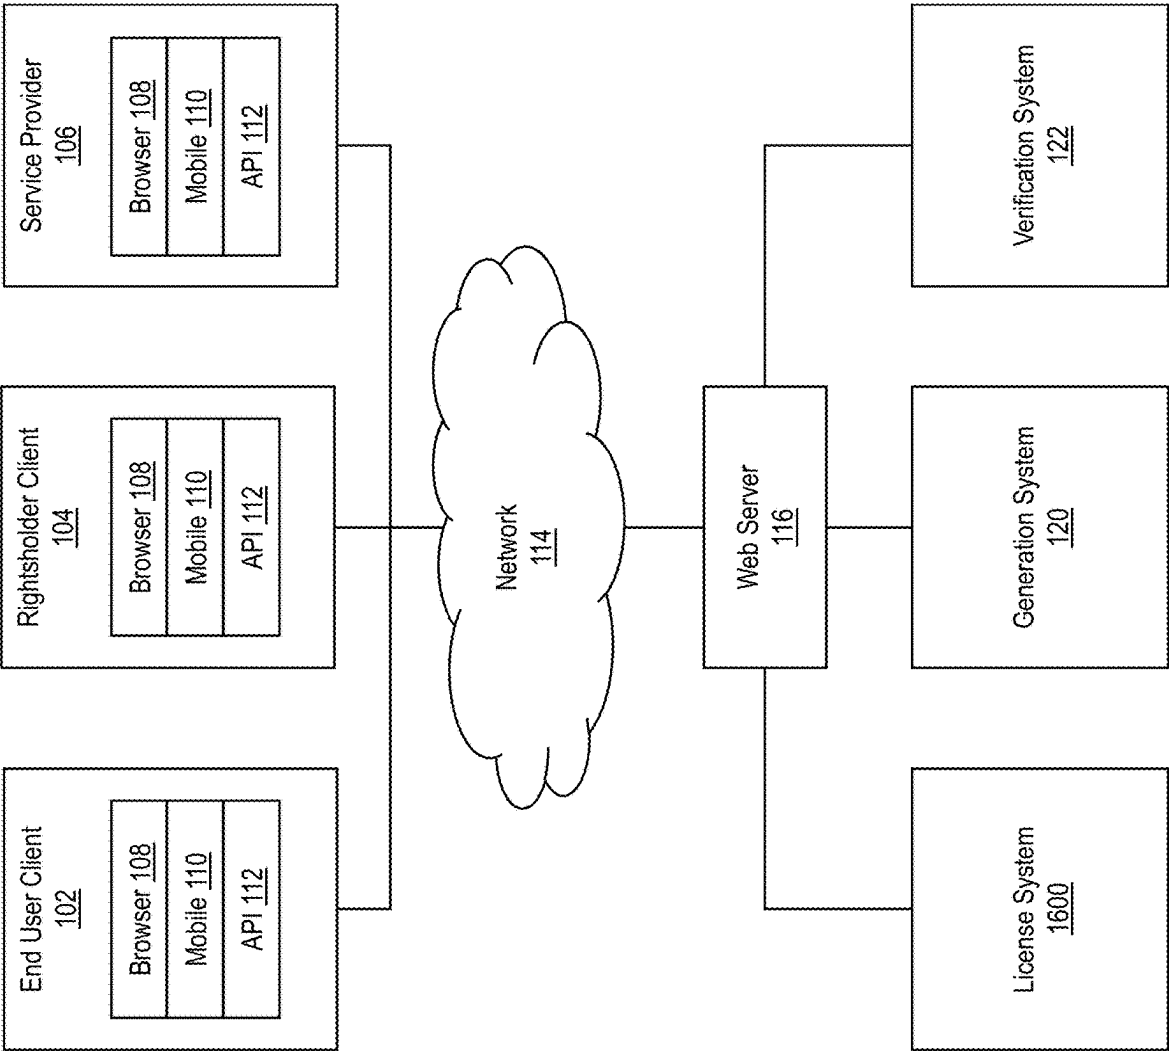 End User Client
102
Browser 108
Mobile 110
API 112
Rightsholder Client
104
Browser 108
Mobile 110
API 112
Service Provider
106
Browser 108
Mobile 110
API 112
Network
114
Web Server
116
License System
1600
Generation System
120
Verification System
122